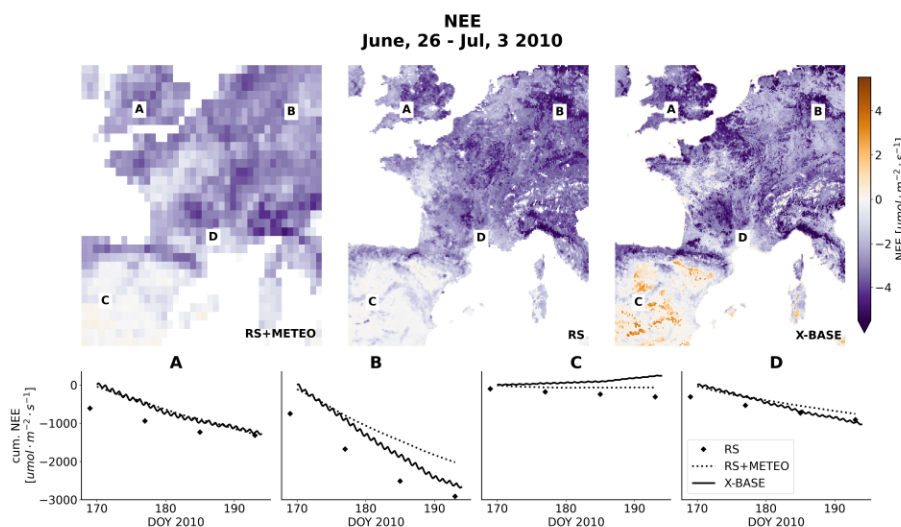 NEE
June, 26 - Jul, 3 2010
A
B
C
D
RS+METEO
A
B
C
D
RS
A
B
C
D
X-BASE
4
2
0
−2
−4
NEE [umol · m⁻² · s⁻¹]
A
B
C
D
cum. NEE
[umol · m⁻² · s⁻¹]
0
−1000
−2000
−3000
170
180
190
DOY 2010
170
180
190
DOY 2010
170
180
190
DOY 2010
170
180
190
DOY 2010
RS
RS+METEO
X-BASE